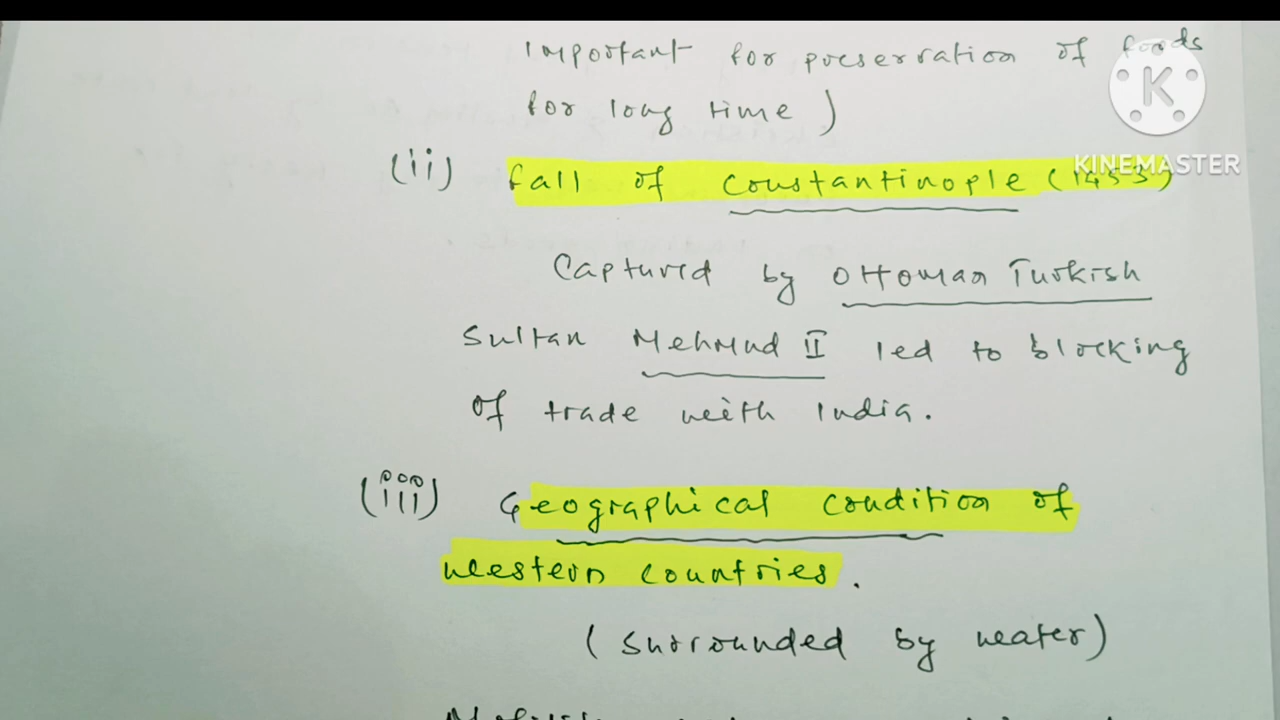 Important for preservation of foods
for long time)
KINEMASTER
(ii) Fall of Constantinople (1453)
Captured by Ottoman Turkish
Sultan Mehmud II led to blocking
of trade with India.
(iii) Geographical condition of
western countries.
(surrounded by water)